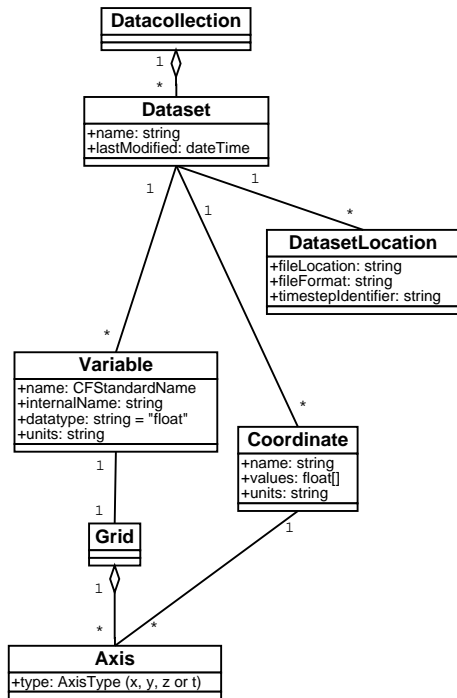 Datacollection
1
*
Dataset
+name: string
+lastModified: dateTime
1
1
1
*
DatasetLocation
+fileLocation: string
+fileFormat: string
+timestepIdentifier: string
*
Variable
+name: CFStandardName
+internalName: string
+datatype: string = "float"
+units: string
*
Coordinate
+name: string
+values: float[]
+units: string
1
1
1
Grid
1
*
*
Axis
+type: AxisType (x, y, z or t)